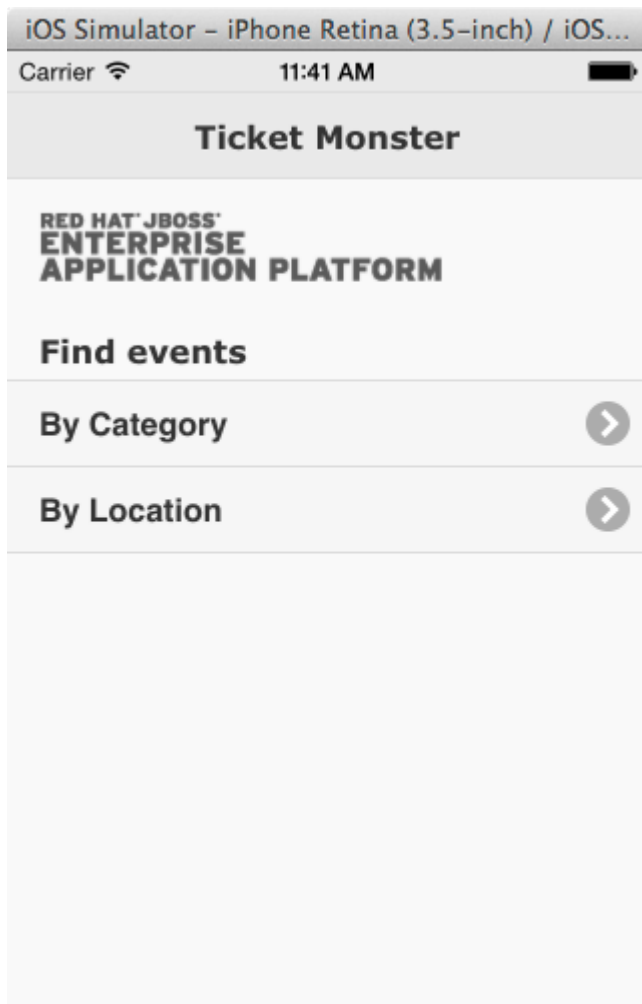 iOS Simulator – iPhone Retina (3.5-inch) / iOS...
Carrier 11:41 AM
Ticket Monster
RED HAT® JBOSS®
ENTERPRISE
APPLICATION PLATFORM
Find events
By Category
By Location